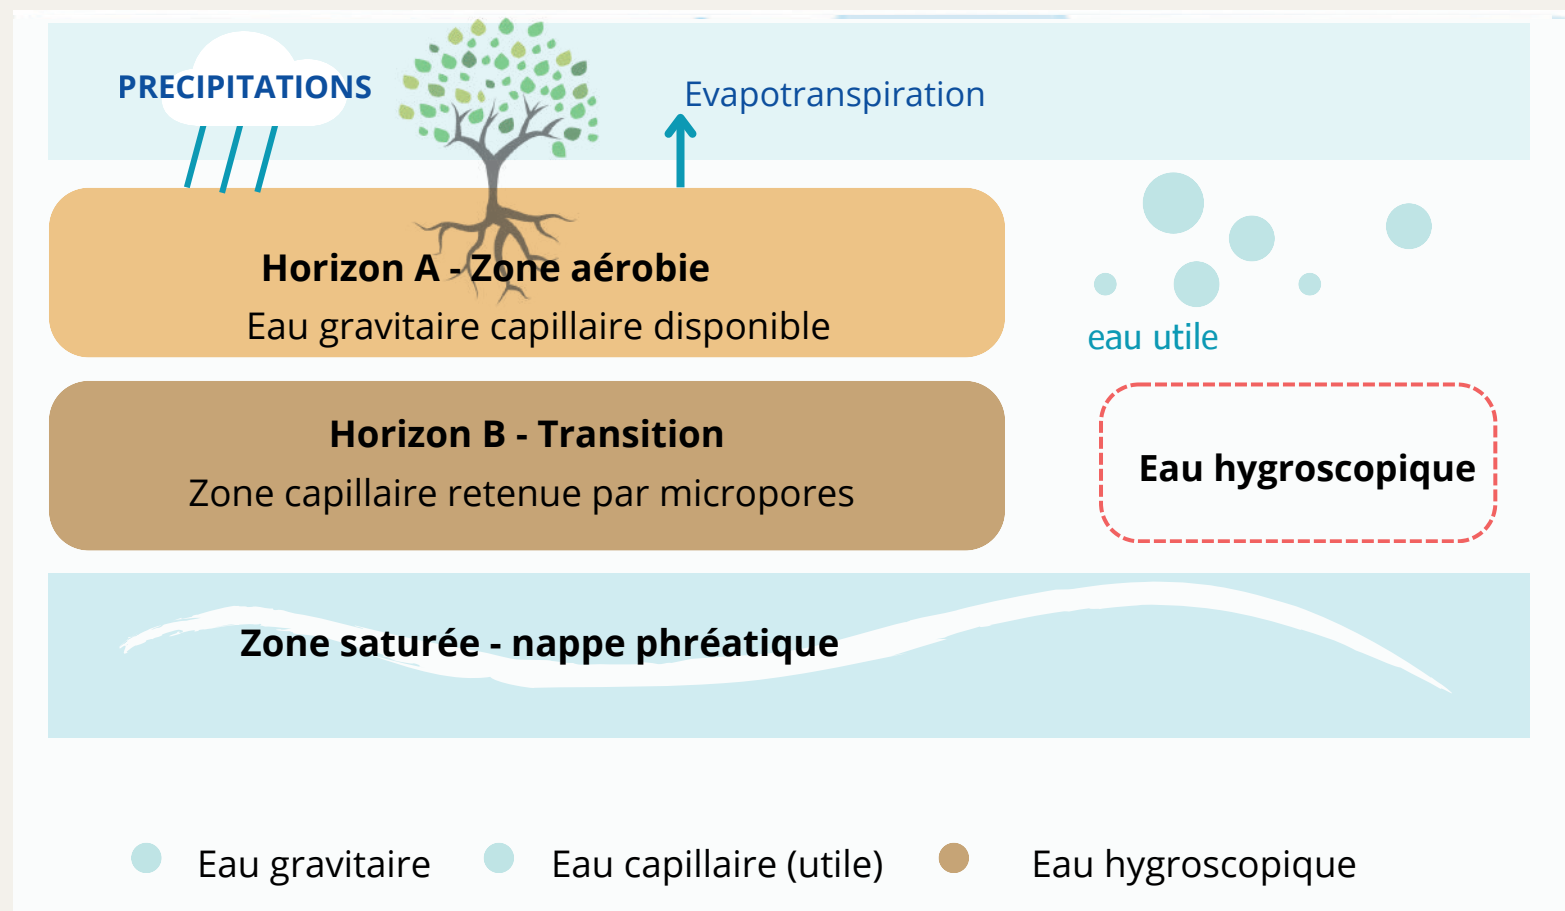 PRECIPITATIONS
Evapotranspiration
Horizon A - Zone aérobie
Eau gravitaire capillaire disponible
eau utile
Horizon B - Transition
Zone capillaire retenue par micropores
Eau hygroscopique
Zone saturée - nappe phréatique
Eau gravitaire
Eau capillaire (utile)
Eau hygroscopique